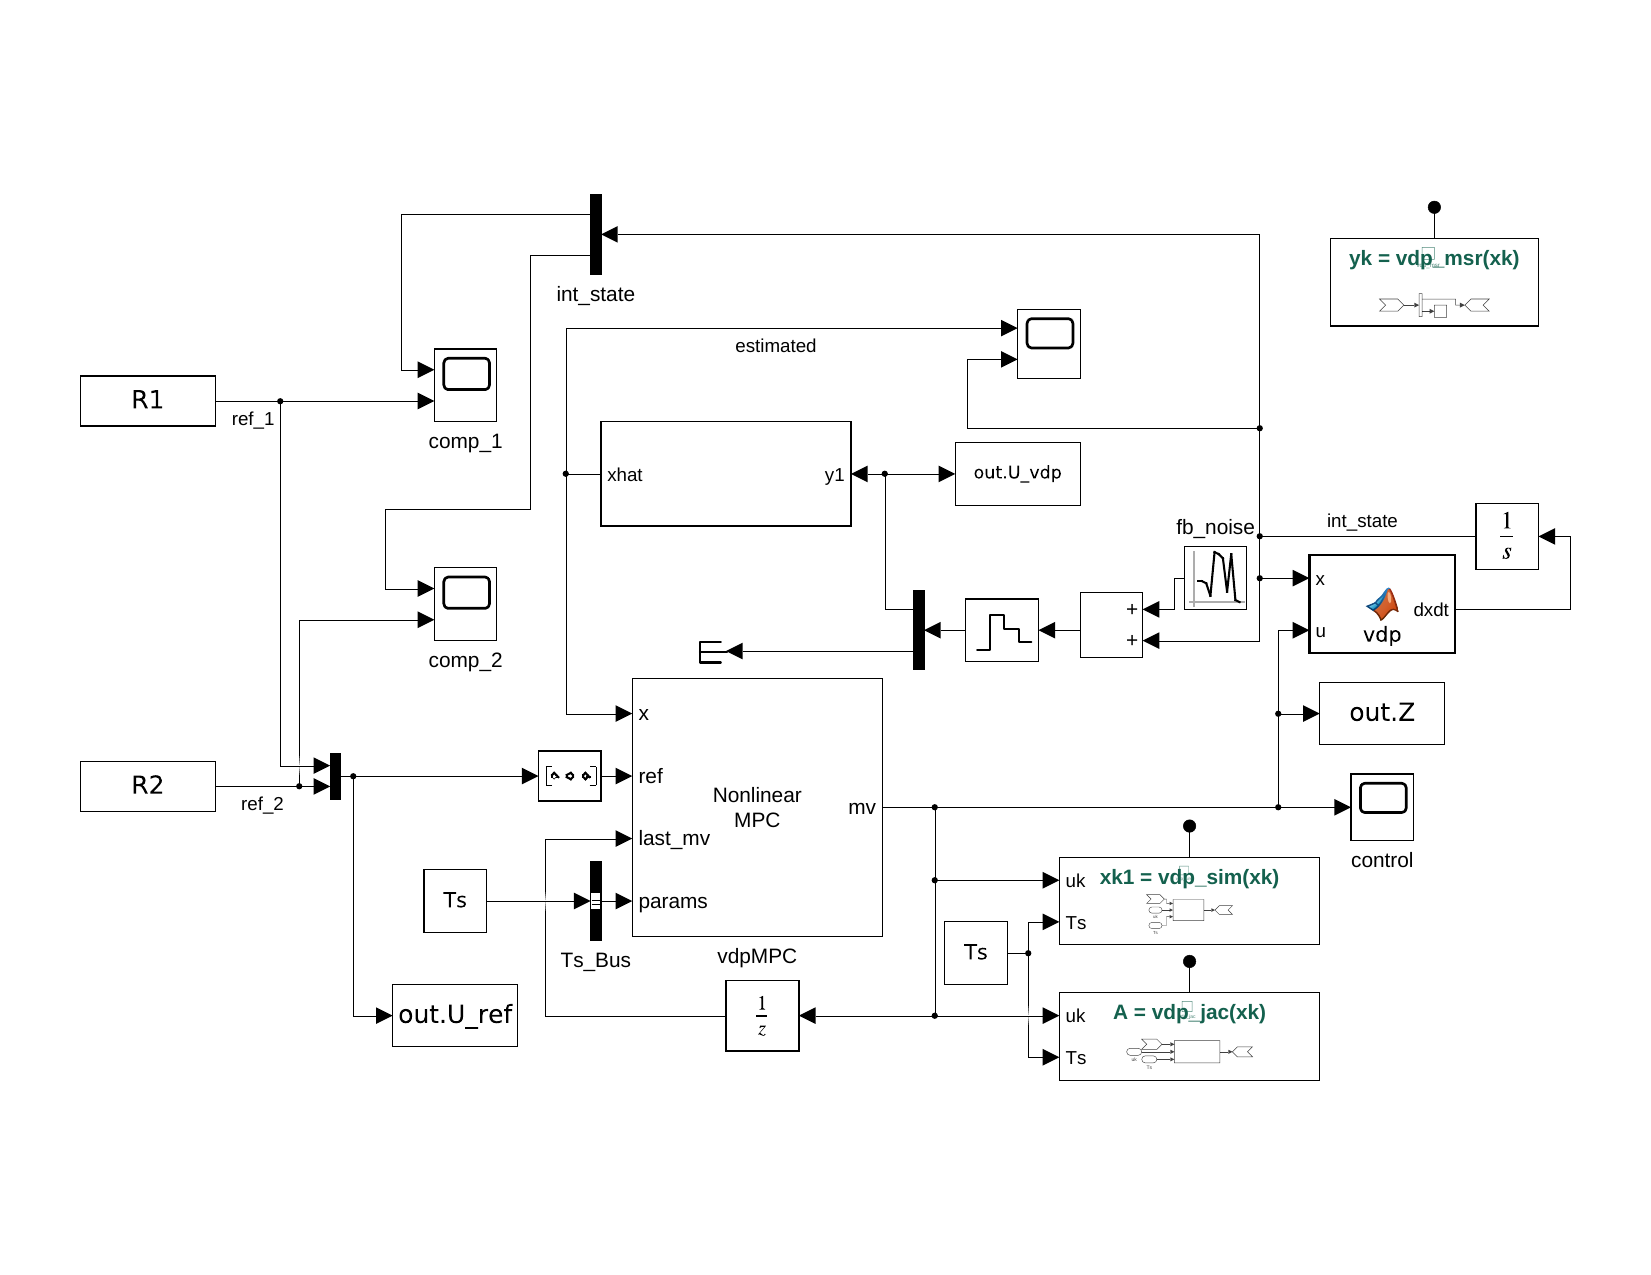 int_state
yk = vdp_msr(xk)
estimated
R1
ref_1
comp_1
xhat
y1
out.U_vdp
fb_noise
int_state
1
s
x
u
dxdt
vdp
+
+
comp_2
out.Z
x
ref
last_mv
params
Nonlinear
MPC
mv
vdpMPC
R2
ref_2
control
Ts
Ts_Bus
uk
Ts
xk1 = vdp_sim(xk)
Ts
out.U_ref
1
z
uk
Ts
A = vdp_jac(xk)